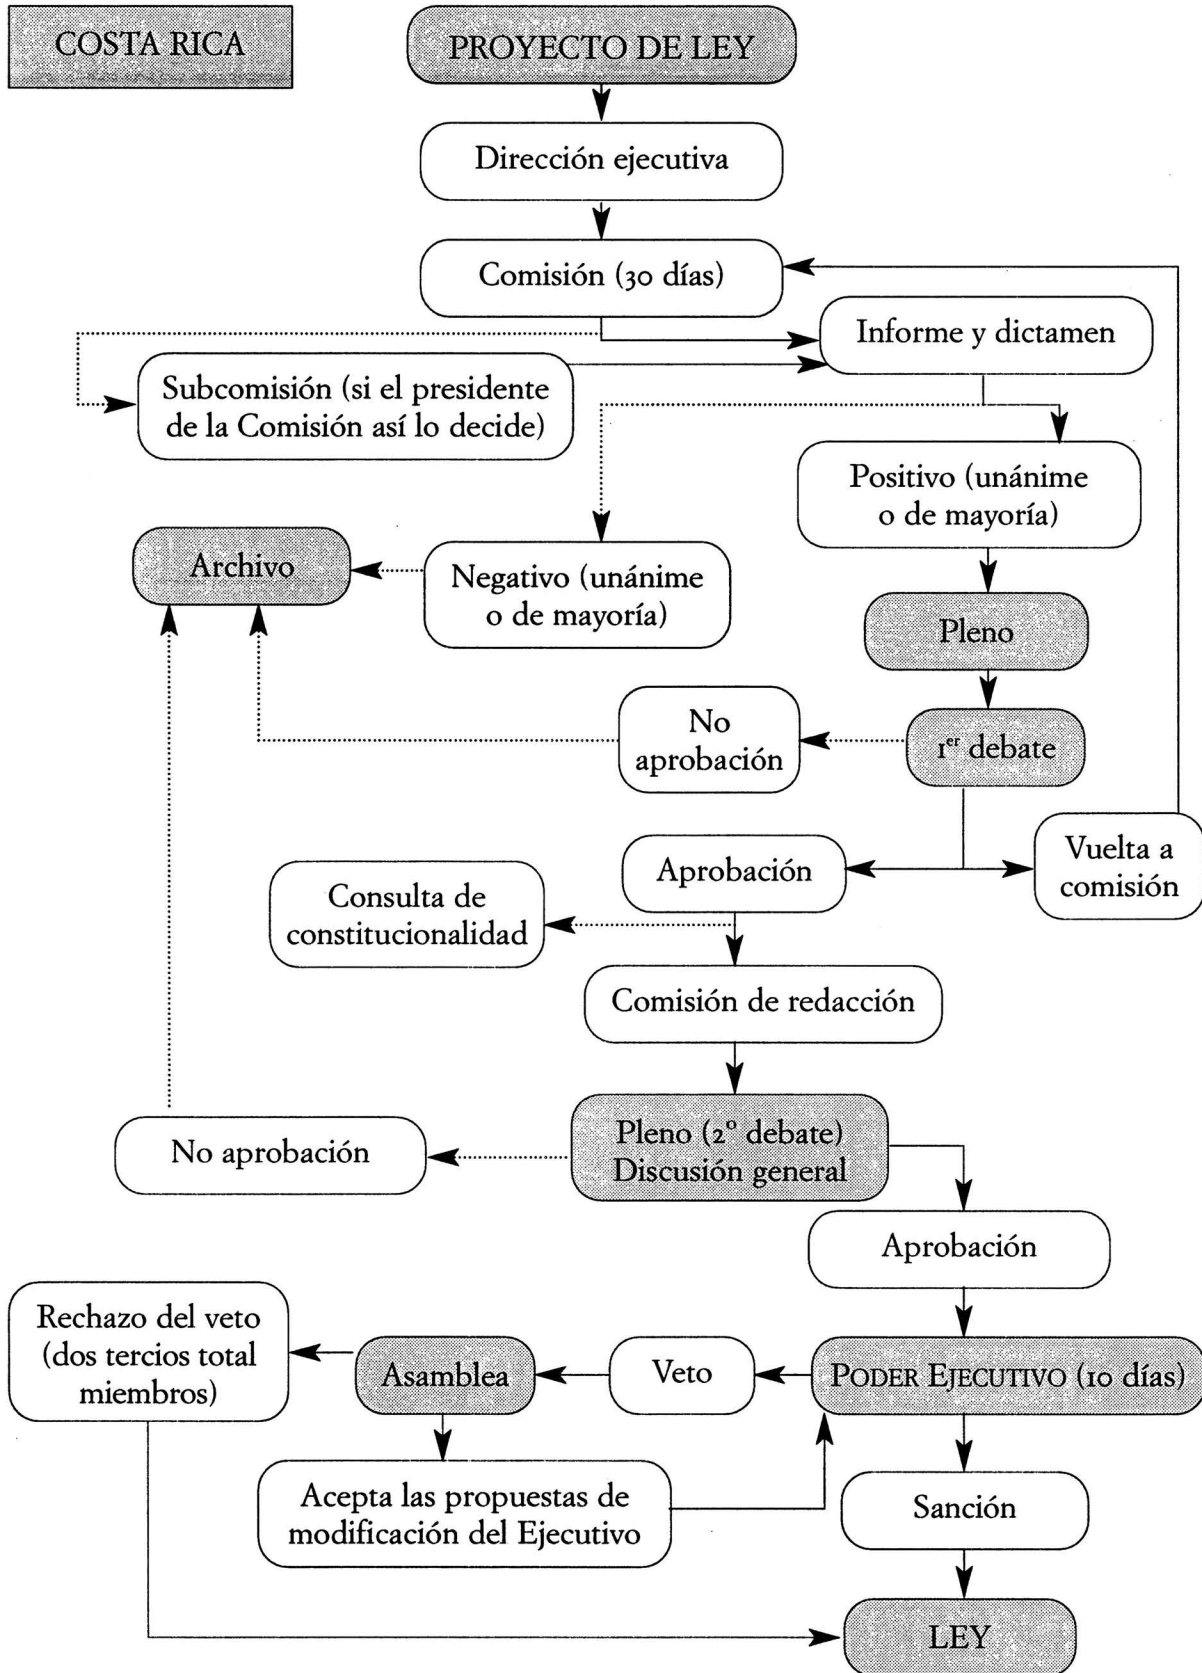 COSTA RICA
PROYECTO DE LEY
Dirección ejecutiva
Comisión (30 días)
Informe y dictamen
Subcomisión (si el presidente
de la Comisión así lo decide)
Positivo (unánime
o de mayoría)
Archivo
Negativo (unánime
o de mayoría)
Pleno
No
aprobación
1er debate
Aprobación
Vuelta a
comisión
Consulta de
constitucionalidad
Comisión de redacción
Pleno (2º debate)
Discusión general
No aprobación
Aprobación
Rechazo del veto
(dos tercios total
miembros)
Asamblea
Veto
PODER EJECUTIVO (10 días)
Acepta las propuestas de
modificación del Ejecutivo
Sanción
LEY